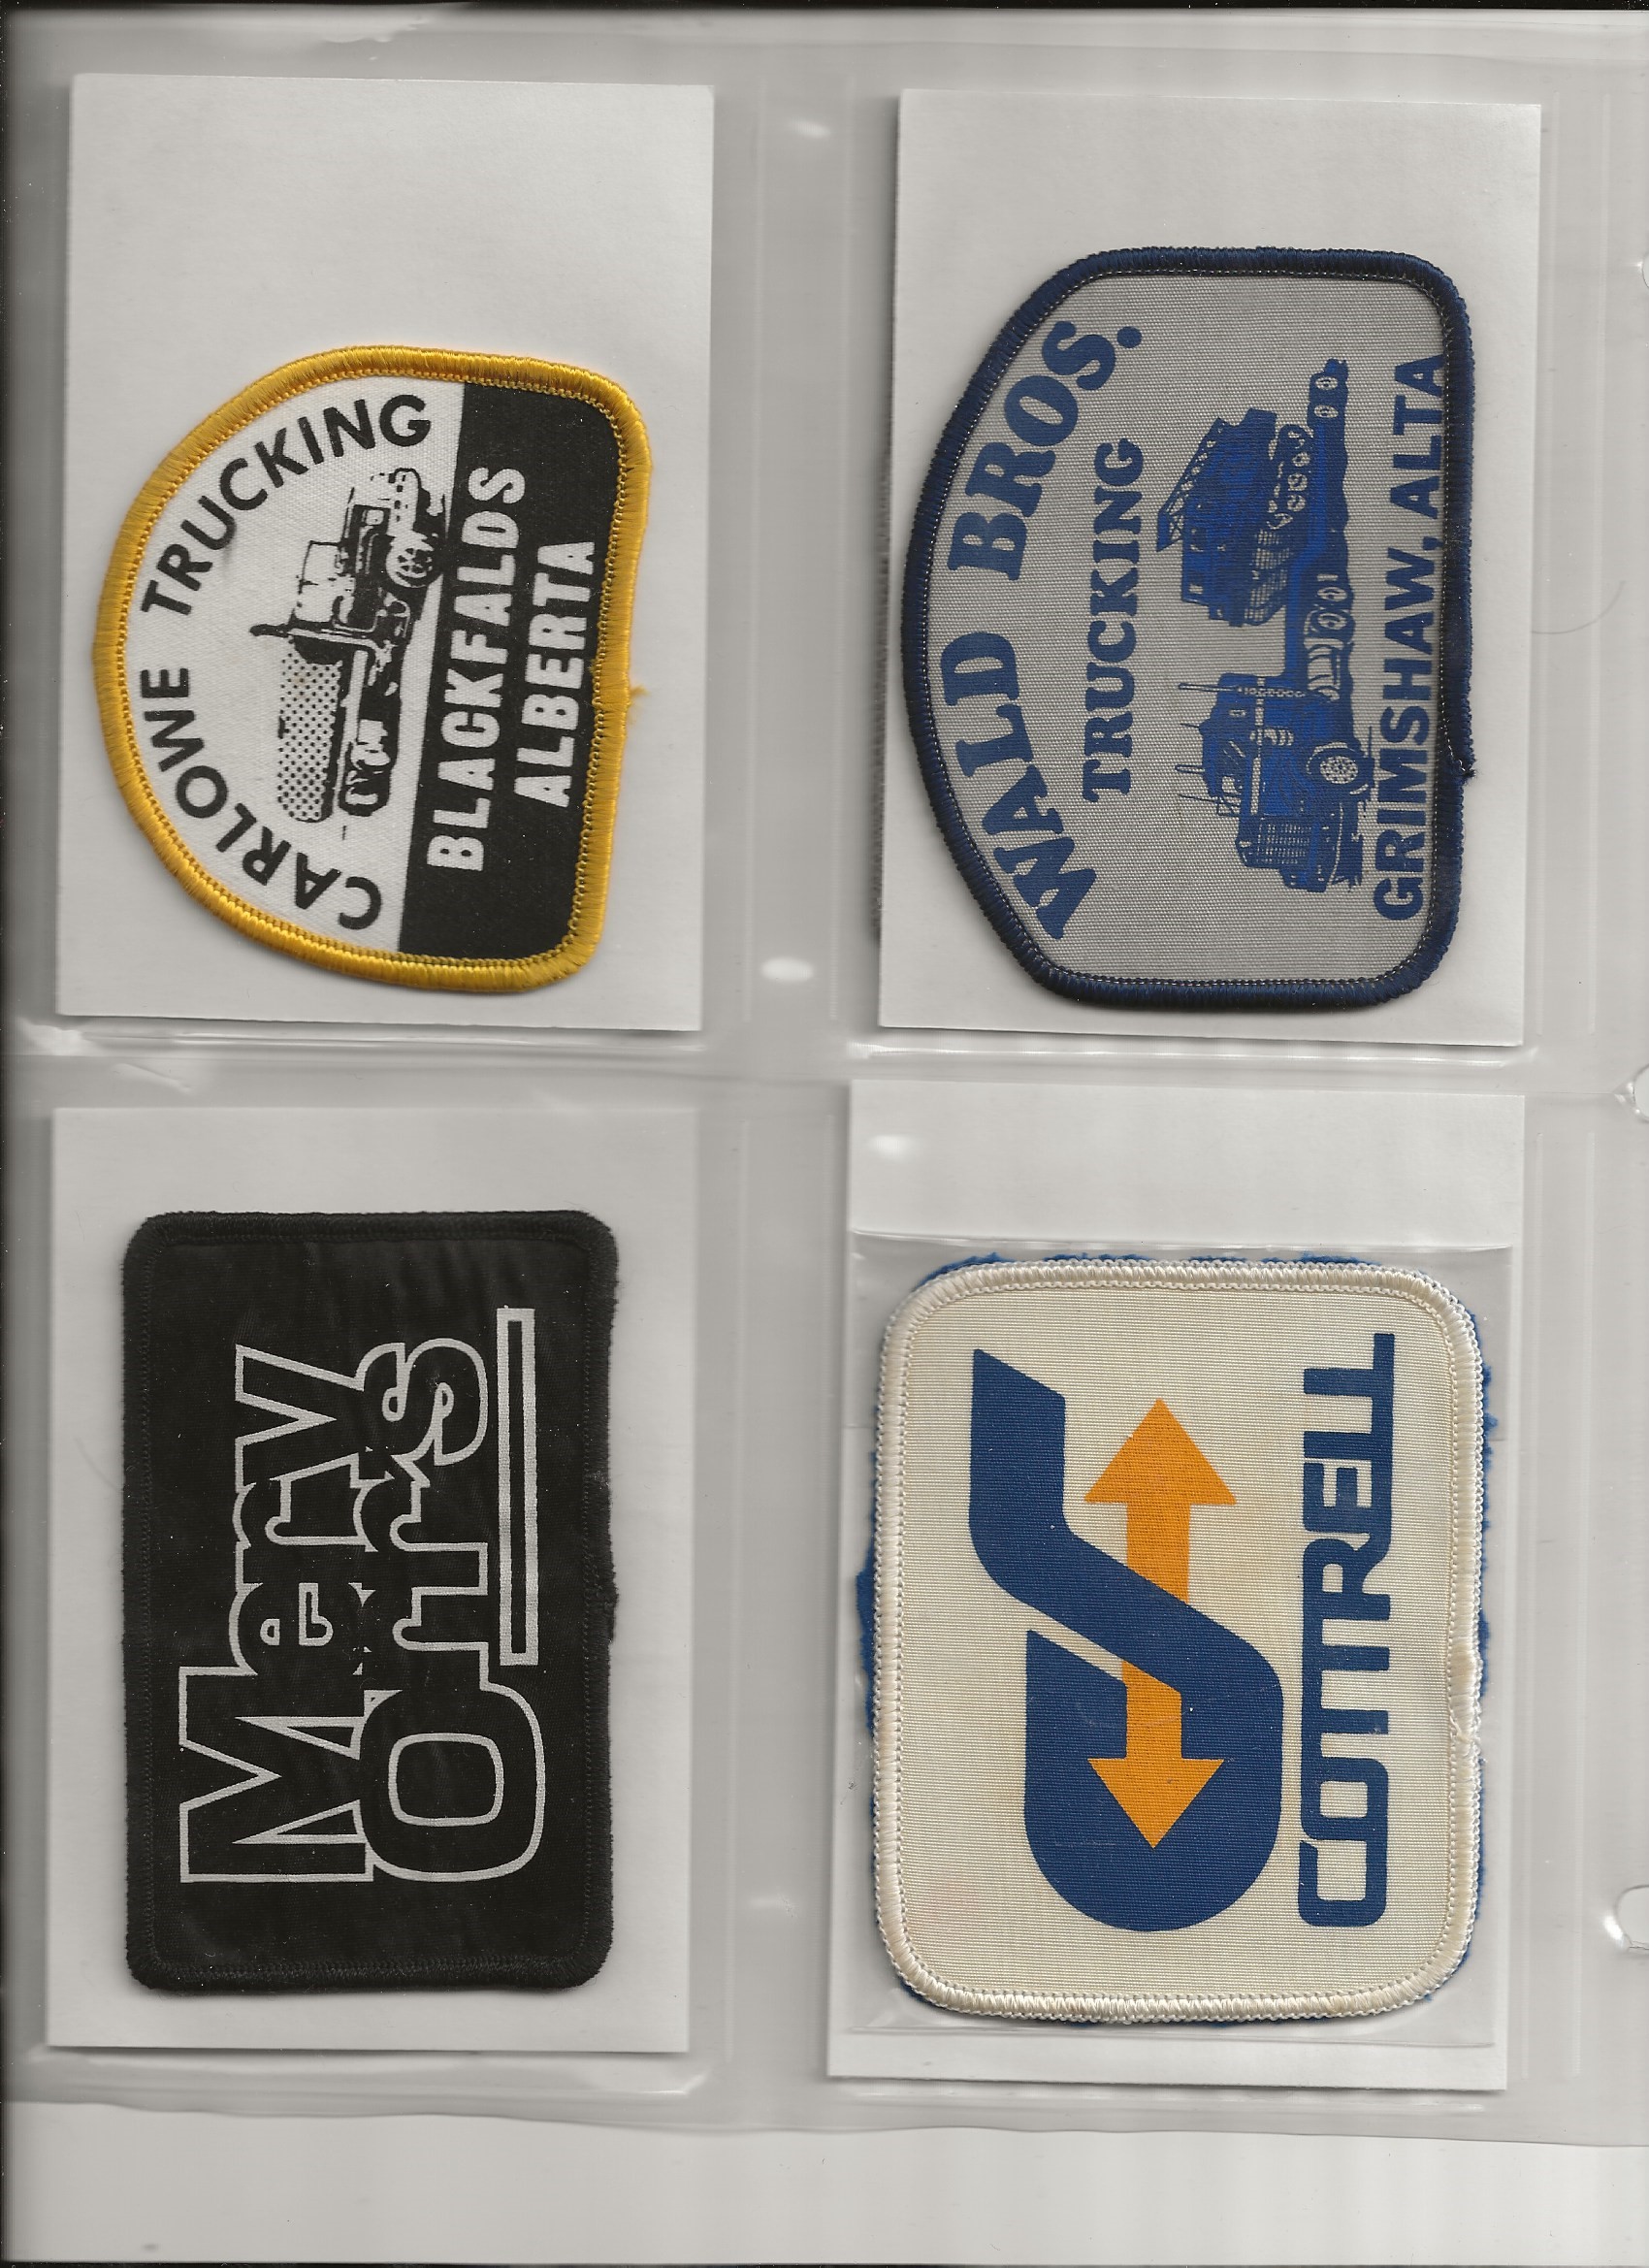 Merv
Orr's
CARLOWE TRUCKING
BLACKFALDS
ALBERTA
COTTRELL
WALD BROS.
TRUCKING
GRIMSHAW, ALTA